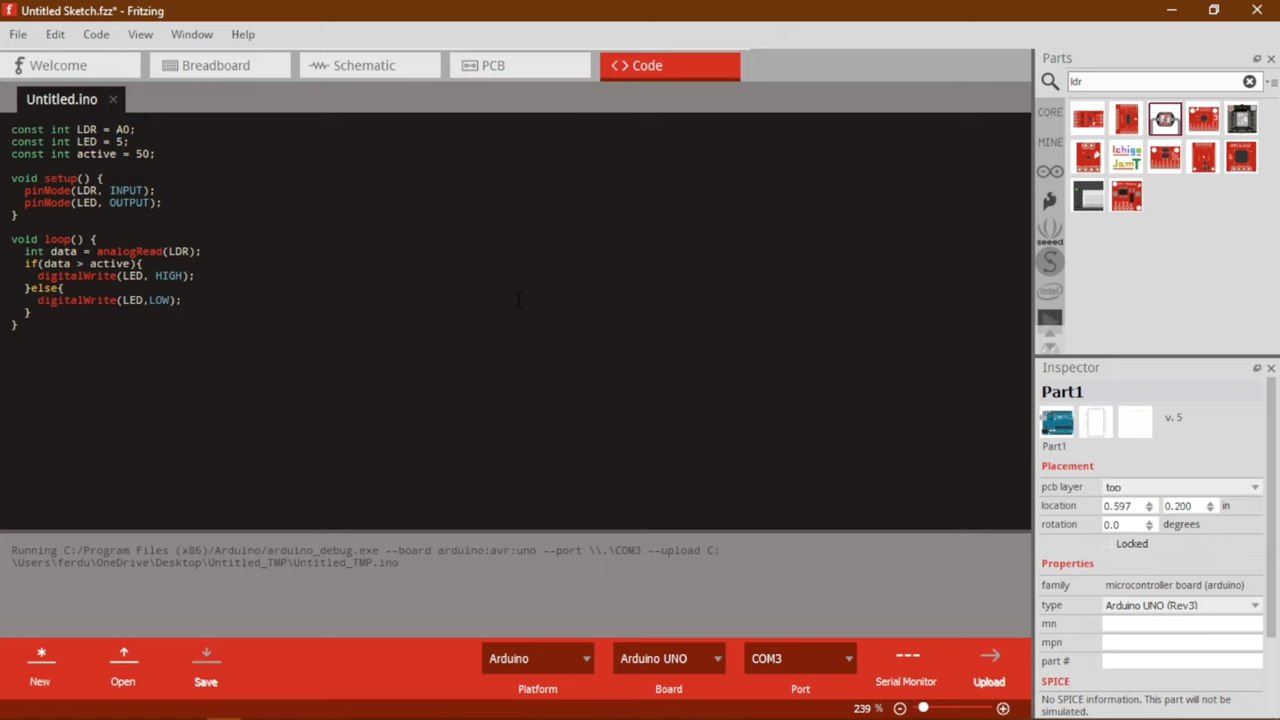 Untitled Sketch.fzz* - Fritzing
File Edit Code View Window Help
Welcome
Breadboard
Schematic
PCB
<> Code
Untitled.ino
const int LDR = A0;
const int LED = 5;
const int active = 50;
void setup() {
pinMode(LDR, INPUT);
pinMode(LED, OUTPUT);
}
void loop() {
int data = analogRead(LDR);
if(data > active){
digitalWrite(LED, HIGH);
}else{
digitalWrite(LED,LOW);
}
}
Running C:/Program Files (x86)/Arduino/arduino_debug.exe --board arduino:avr:uno --port \\.\COM3 --upload C:
\Users\ferdu\OneDrive\Desktop\Untitled_TMP\Untitled_TMP.ino
New
Open
Save
Arduino
Platform
Arduino UNO
Board
COM3
Port
Serial Monitor
Upload
239 %
Parts
ldr
CORE
MINE
seeed
intel
Ichigo
JamT
Inspector
Part1
v. 5
Part1
Placement
pcb layer top
location 0.597 0.200 in
rotation 0.0 degrees
Locked
Properties
family microcontroller board (arduino)
type Arduino UNO (Rev3)
mn
mpn
part #
SPICE
No SPICE information. This part will not be
simulated.